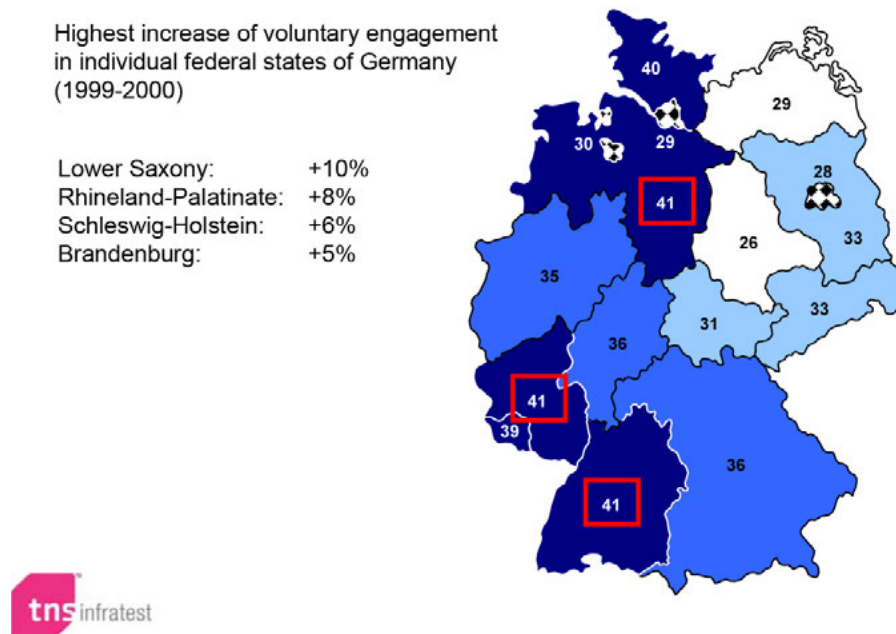 Highest increase of voluntary engagement
in individual federal states of Germany
(1999-2000)
Lower Saxony: +10%
Rhineland-Palatinate: +8%
Schleswig-Holstein: +6%
Brandenburg: +5%
40
29
30
29
28
41
26
33
35
31
33
36
41
39
36
41
tns infratest